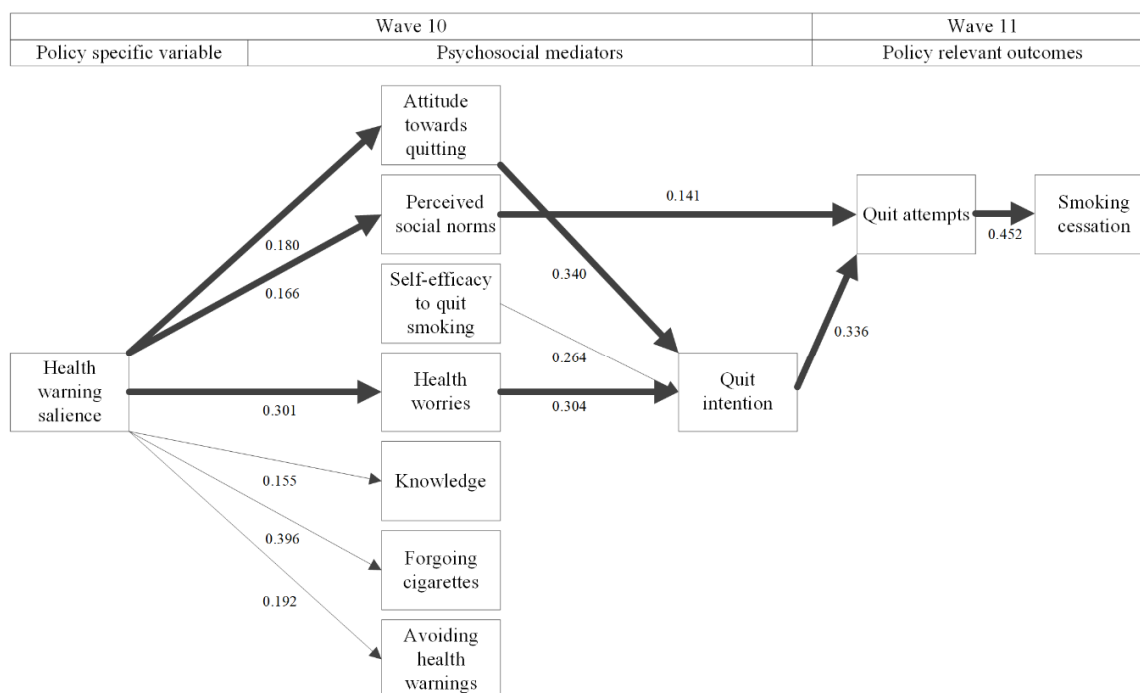 Wave 10
Wave 11
Policy specific variable
Psychosocial mediators
Policy relevant outcomes
Attitude
towards
quitting
Perceived
social norms
0.141
Quit attempts
Smoking
cessation
0.452
0.180
0.166
0.340
Self-efficacy
to quit
smoking
0.264
0.336
Health
warning
salience
0.301
Health
worries
0.304
Quit
intention
0.155
Knowledge
0.396
Forgoing
cigarettes
0.192
Avoiding
health
warnings